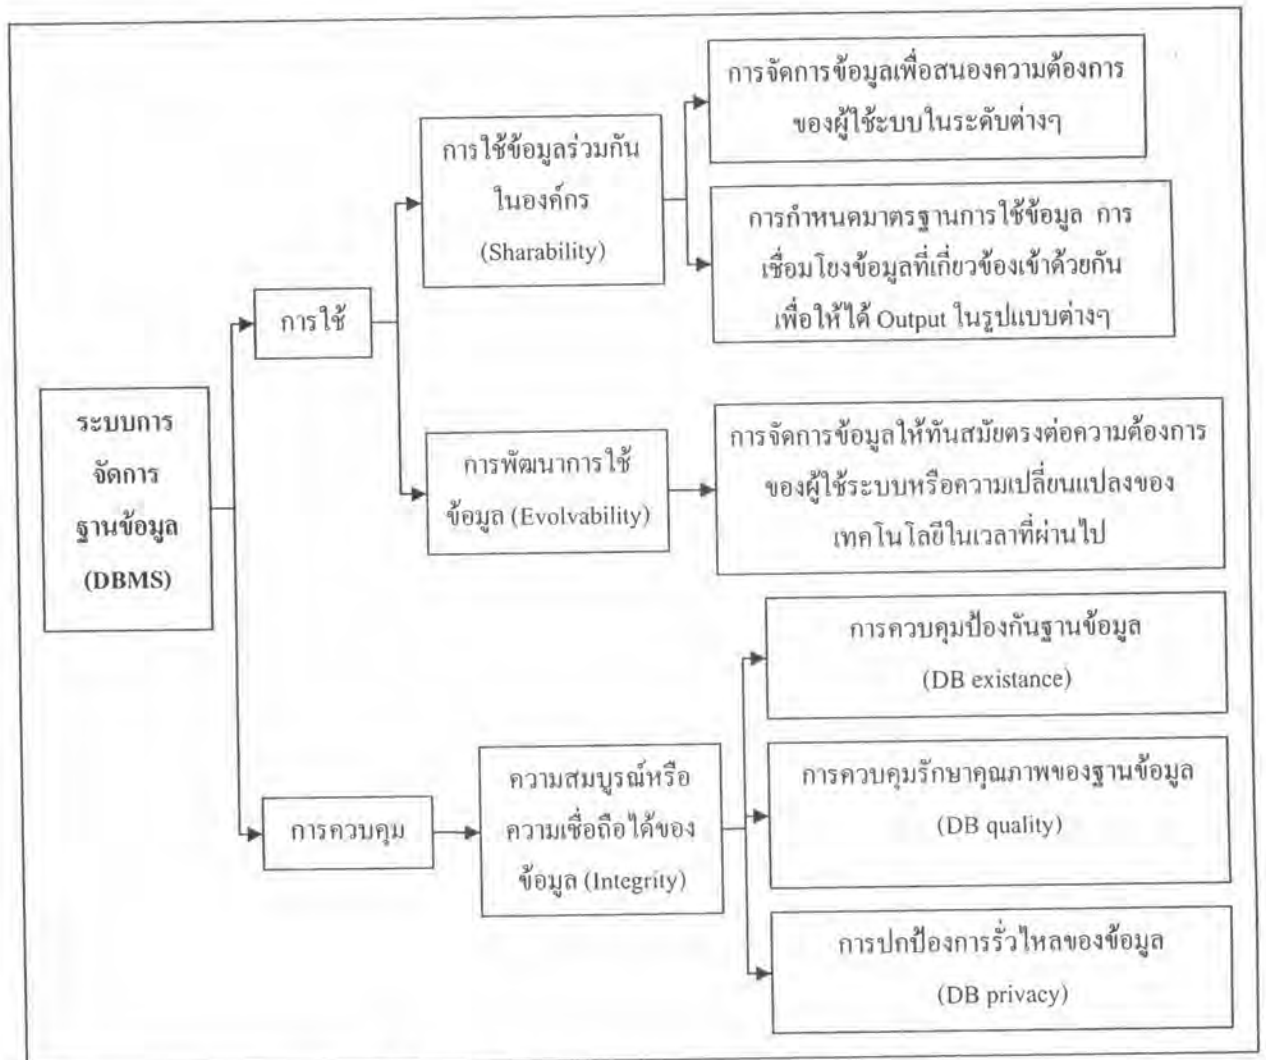 ระบบการ
จัดการ
ฐานข้อมูล
(DBMS)
การใช้
การใช้ข้อมูลร่วมกัน
ในองค์กร
(Sharability)
การจัดการข้อมูลเพื่อสนองความต้องการ
ของผู้ใช้ะบบในระดับต่างๆ
การกำหนดมาตรฐานการใช้ข้อมูล การ
เชื่อมโยงข้อมูลที่เกี่ยวข้องเข้าด้วยกัน
เพื่อให้ได้ Output ในรูปแบบต่างๆ
การพัฒนาการใช้
ข้อมูล (Evolvability)
การจัดการข้อมูลให้ทันสมัยตรงต่อความต้องการ
ของผู้ใช้ระบบหรือความเปลี่ยนแปลงของ
เทคโนโลยีในเวลาที่ผ่านไป
การควบคุม
ความสมบูรณ์หรือ
ความเชื่อถือได้ของ
ข้อมูล (Integrity)
การควบคุมป้องกันฐานข้อมูล
(DB existance)
การควบคุมรักษาคุณภาพของฐานข้อมูล
(DB quality)
การปกป้องการรั่วไหลของข้อมูล
(DB privacy)